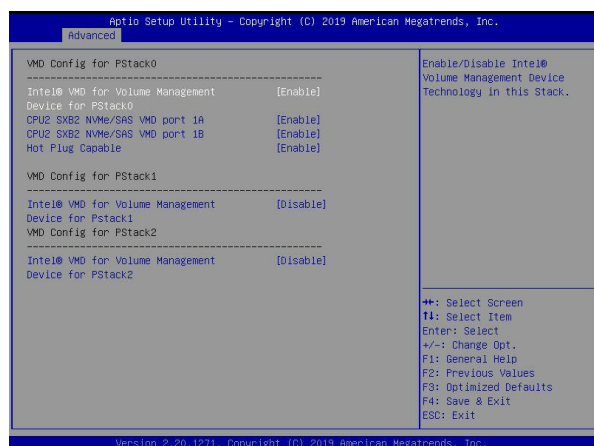 Aptio Setup Utility – Copyright (C) 2019 American Megatrends, Inc.
Advanced
VMD Config for PStack0
------------------------------------------------
Intel® VMD for Volume Management [Enable]
Device for PStack0
CPU2 SXB2 NVMe/SAS VMD port 1A [Enable]
CPU2 SXB2 NVMe/SAS VMD port 1B [Enable]
Hot Plug Capable [Enable]
VMD Config for PStack1
------------------------------------------------
Intel® VMD for Volume Management [Disable]
Device for Pstack1
VMD Config for PStack2
------------------------------------------------
Intel® VMD for Volume Management [Disable]
Device for PStack2
Enable/Disable Intel®
Volume Management Device
Technology in this Stack.
→←: Select Screen
↑↓: Select Item
Enter: Select
+/-: Change Opt.
F1: General Help
F2: Previous Values
F3: Optimized Defaults
F4: Save & Exit
ESC: Exit
Version 2.20.1271. Copyright (C) 2019 American Megatrends, Inc.